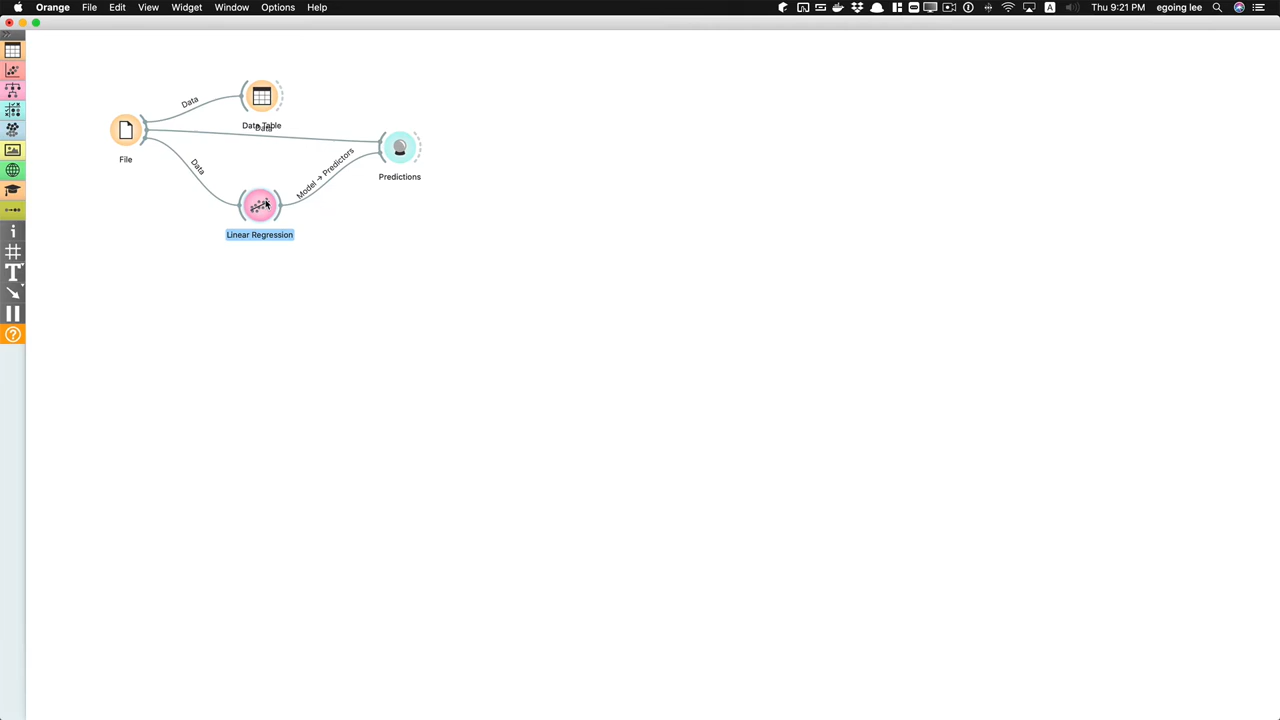 Orange File Edit View Widget Window Options Help
A Thu 9:21 PM egoing lee
Data
Data Table
Data
File
Data
Model → Predictors
Predictions
Linear Regression